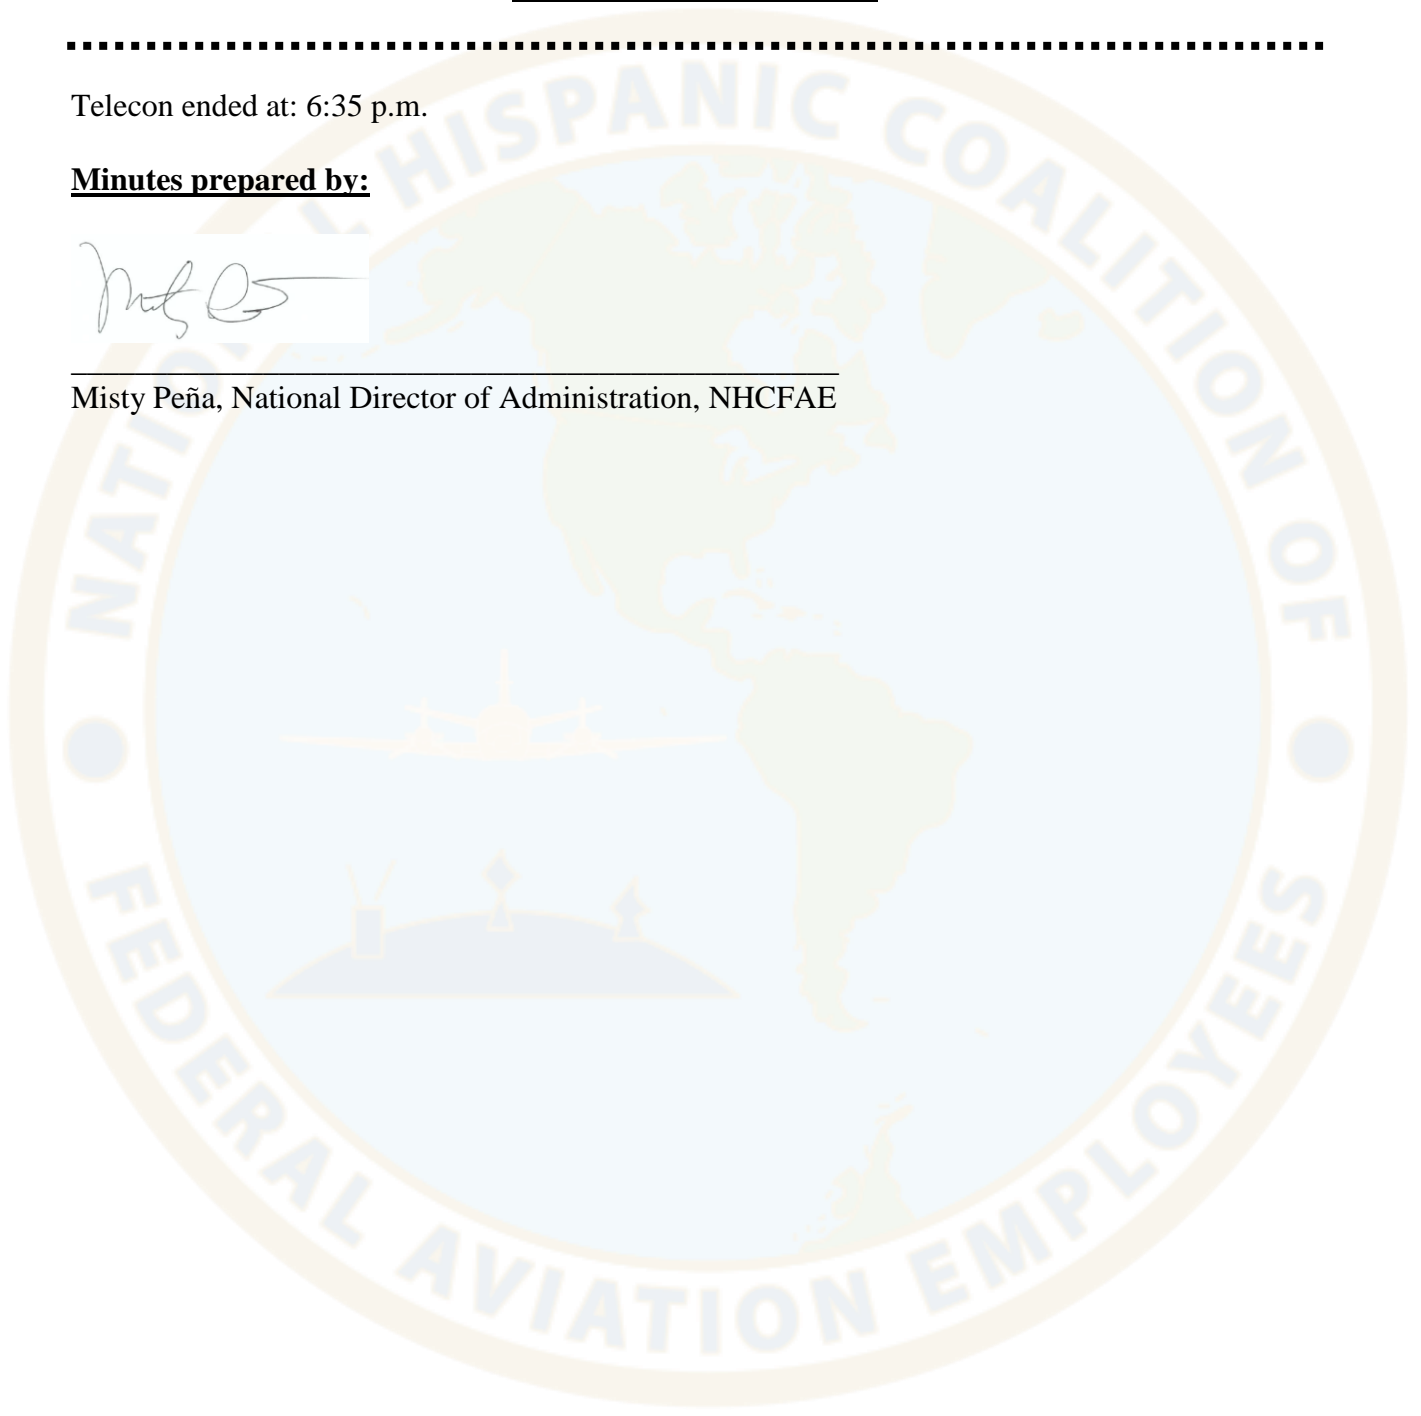 Telecon ended at: 6:35 p.m.
Minutes prepared by:
Misty Peña, National Director of Administration, NHCFAE
NATIONAL HISPANIC COALITION OF
FEDERAL AVIATION EMPLOYEES